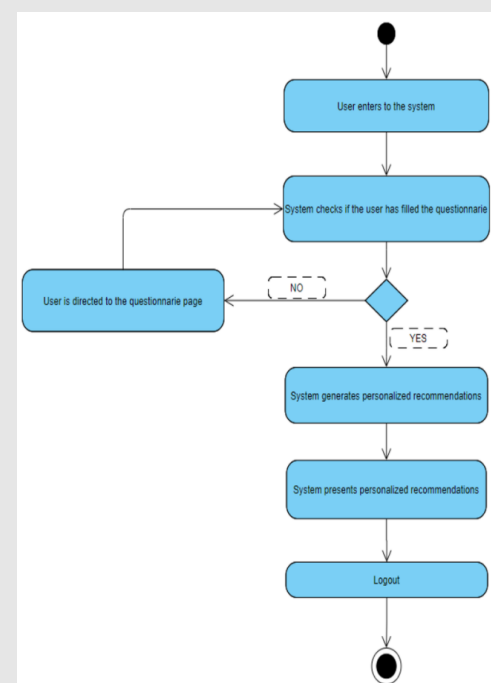 User enters to the system
System checks if the user has filled the questionnarie
NO
User is directed to the questionnarie page
YES
System generates personalized recommendations
System presents personalized recommendations
Logout